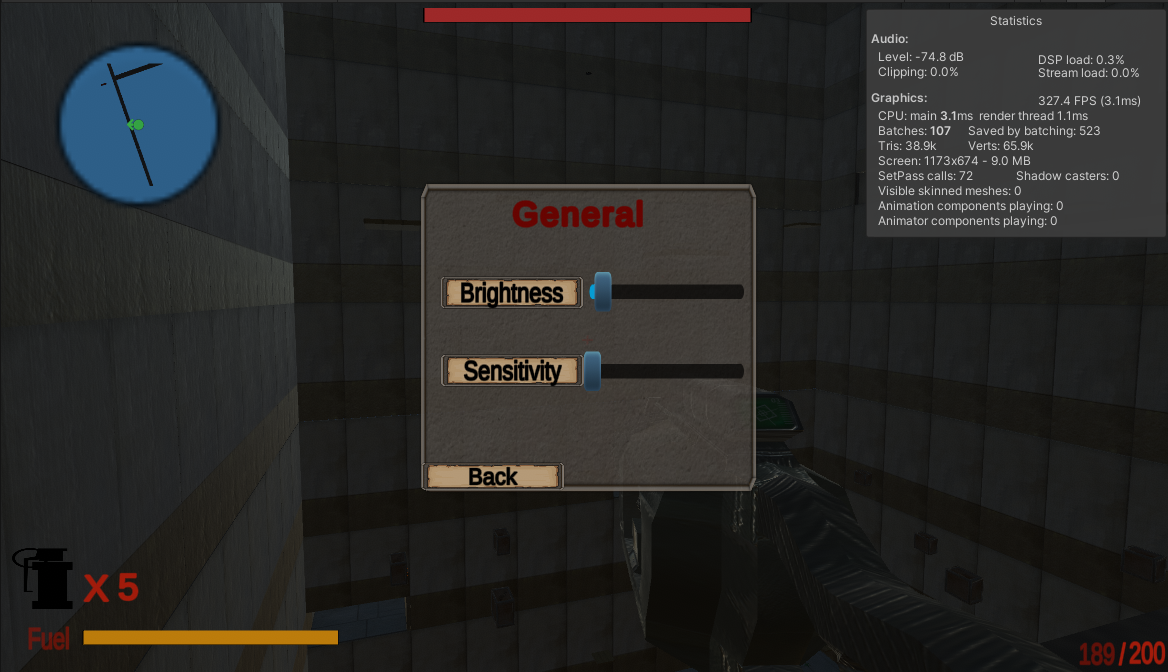 Statistics
Audio:
Level: -74.8 dB
DSP load: 0.3%
Clipping: 0.0%
Stream load: 0.0%
Graphics:
327.4 FPS (3.1ms)
CPU: main 3.1ms render thread 1.1ms
Batches: 107 Saved by batching: 523
Tris: 38.9k Verts: 65.9k
Screen: 1173x674 - 9.0 MB
SetPass calls: 72 Shadow casters: 0
Visible skinned meshes: 0
Animation components playing: 0
Animator components playing: 0
General
Brightness
Sensitivity
Back
X 5
Fuel
189 / 200